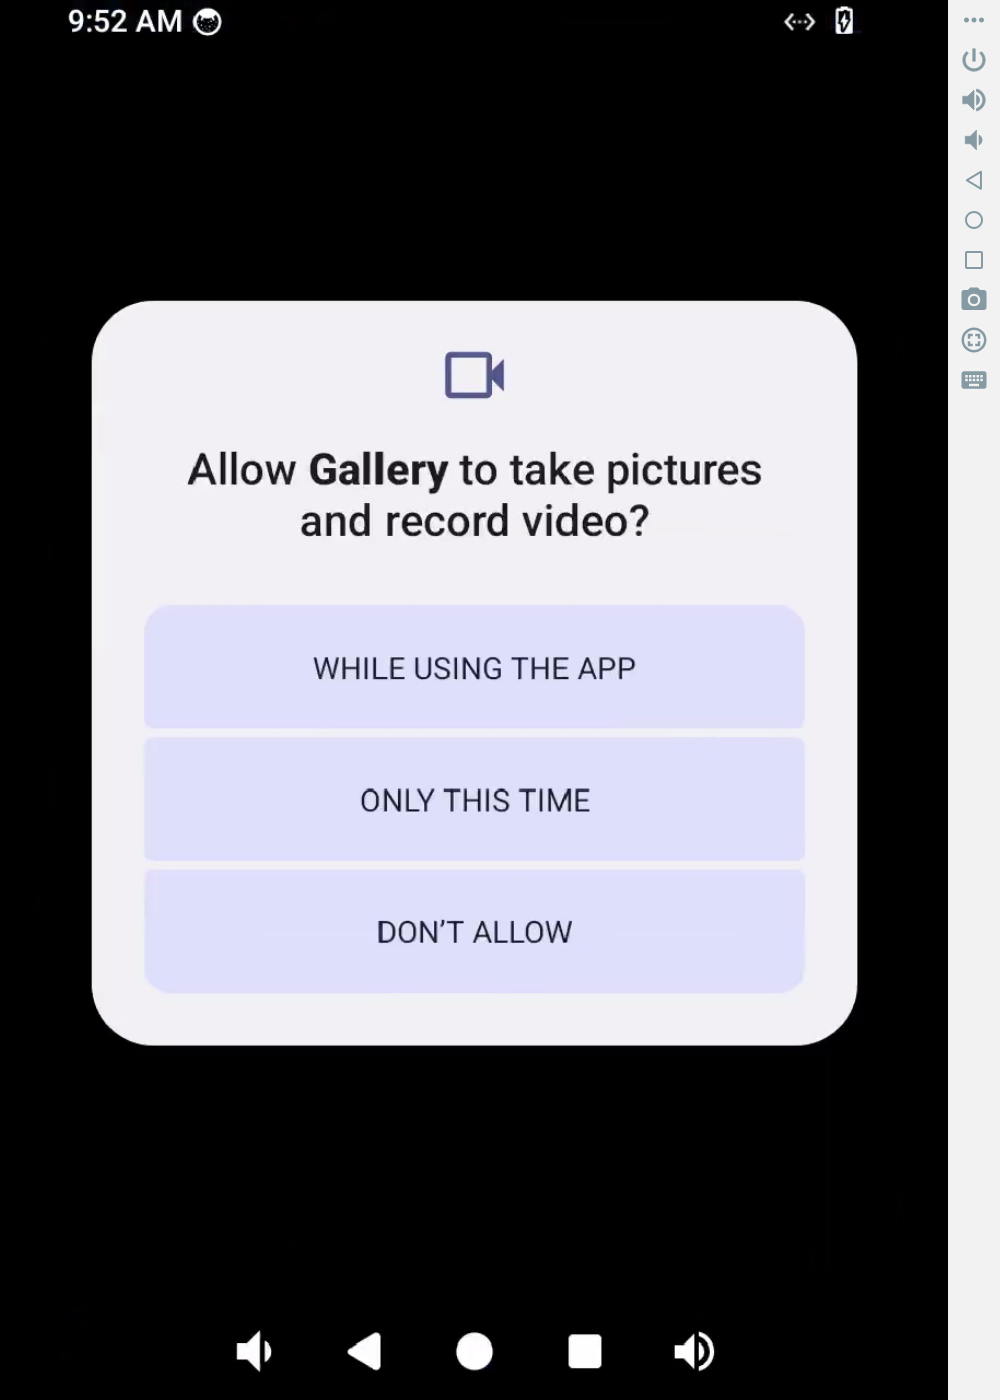 9:52 AM
Allow Gallery to take pictures
and record video?
WHILE USING THE APP
ONLY THIS TIME
DON’T ALLOW